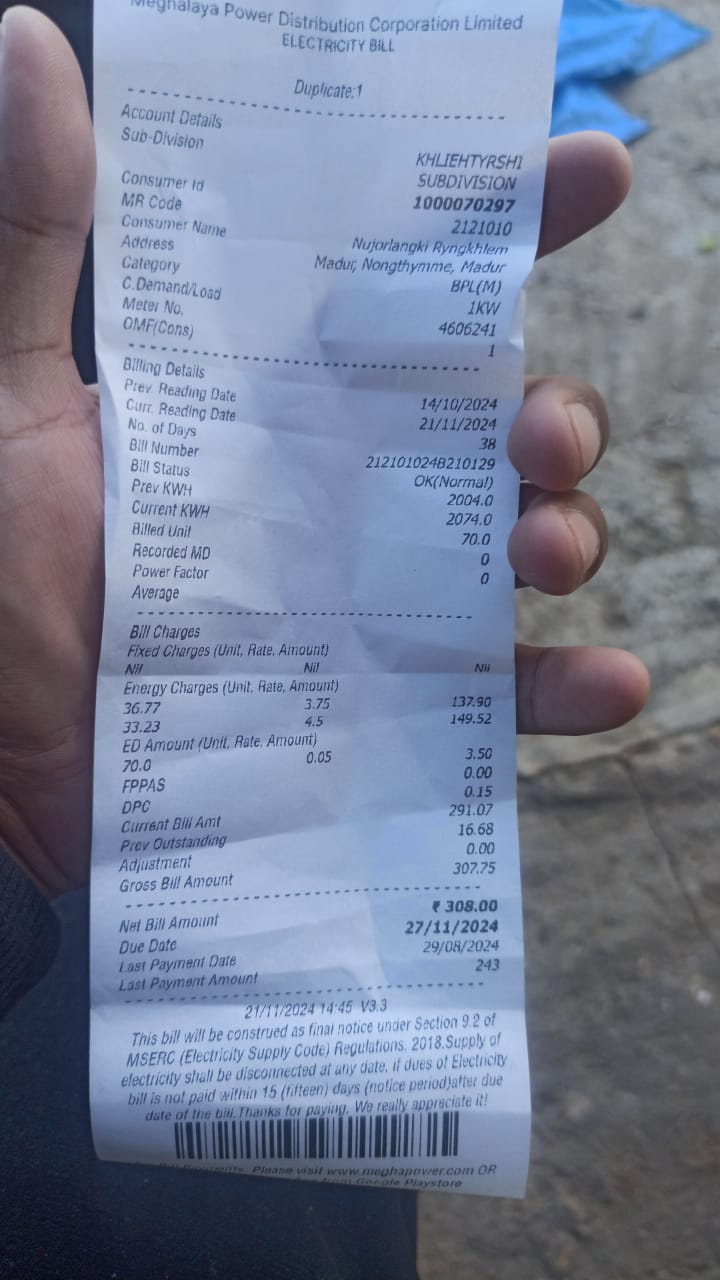 Meghalaya Power Distribution Corporation Limited
ELECTRICITY BILL
Duplicate:1
Account Details
Sub-Division KHLIEHTYRSHI
SUBDIVISION
Consumer Id 1000070297
MR Code 2121010
Consumer Name Nujorlangki Ryngkhlem
Address Madur, Nongthymme, Madur
Category BPL(M)
C.Demand/Load 1KW
Meter No. 4606241
OMF(Cons) 1
Billing Details
Prev. Reading Date 14/10/2024
Curr. Reading Date 21/11/2024
No. of Days 38
Bill Number 212101024B210129
Bill Status OK(Normal)
Prev KWH 2004.0
Current KWH 2074.0
Billed Unit 70.0
Recorded MD 0
Power Factor 0
Average
Bill Charges
Fixed Charges (Unit, Rate, Amount)
Nil Nil Nil
Energy Charges (Unit, Rate, Amount)
36.77 3.75 137.90
33.23 4.5 149.52
ED Amount (Unit, Rate, Amount)
70.0 0.05 3.50
FPPAS 0.00
DPC 0.15
Current Bill Amt 291.07
Prev Outstanding 16.68
Adjustment 0.00
Gross Bill Amount 307.75
Net Bill Amount ₹ 308.00
Due Date 27/11/2024
Last Payment Date 29/08/2024
Last Payment Amount 243
21/11/2024 14:45 V3.3
This bill will be construed as final notice under Section 9.2 of
MSERC (Electricity Supply Code) Regulations, 2018.Supply of
electricity shall be disconnected at any date, if dues of Electricity
bill is not paid within 15 (fifteen) days (notice period)after due
date of the bill.Thanks for paying. We really appreciate it!
Please visit www.meghapower.com OR
from Google Playstore